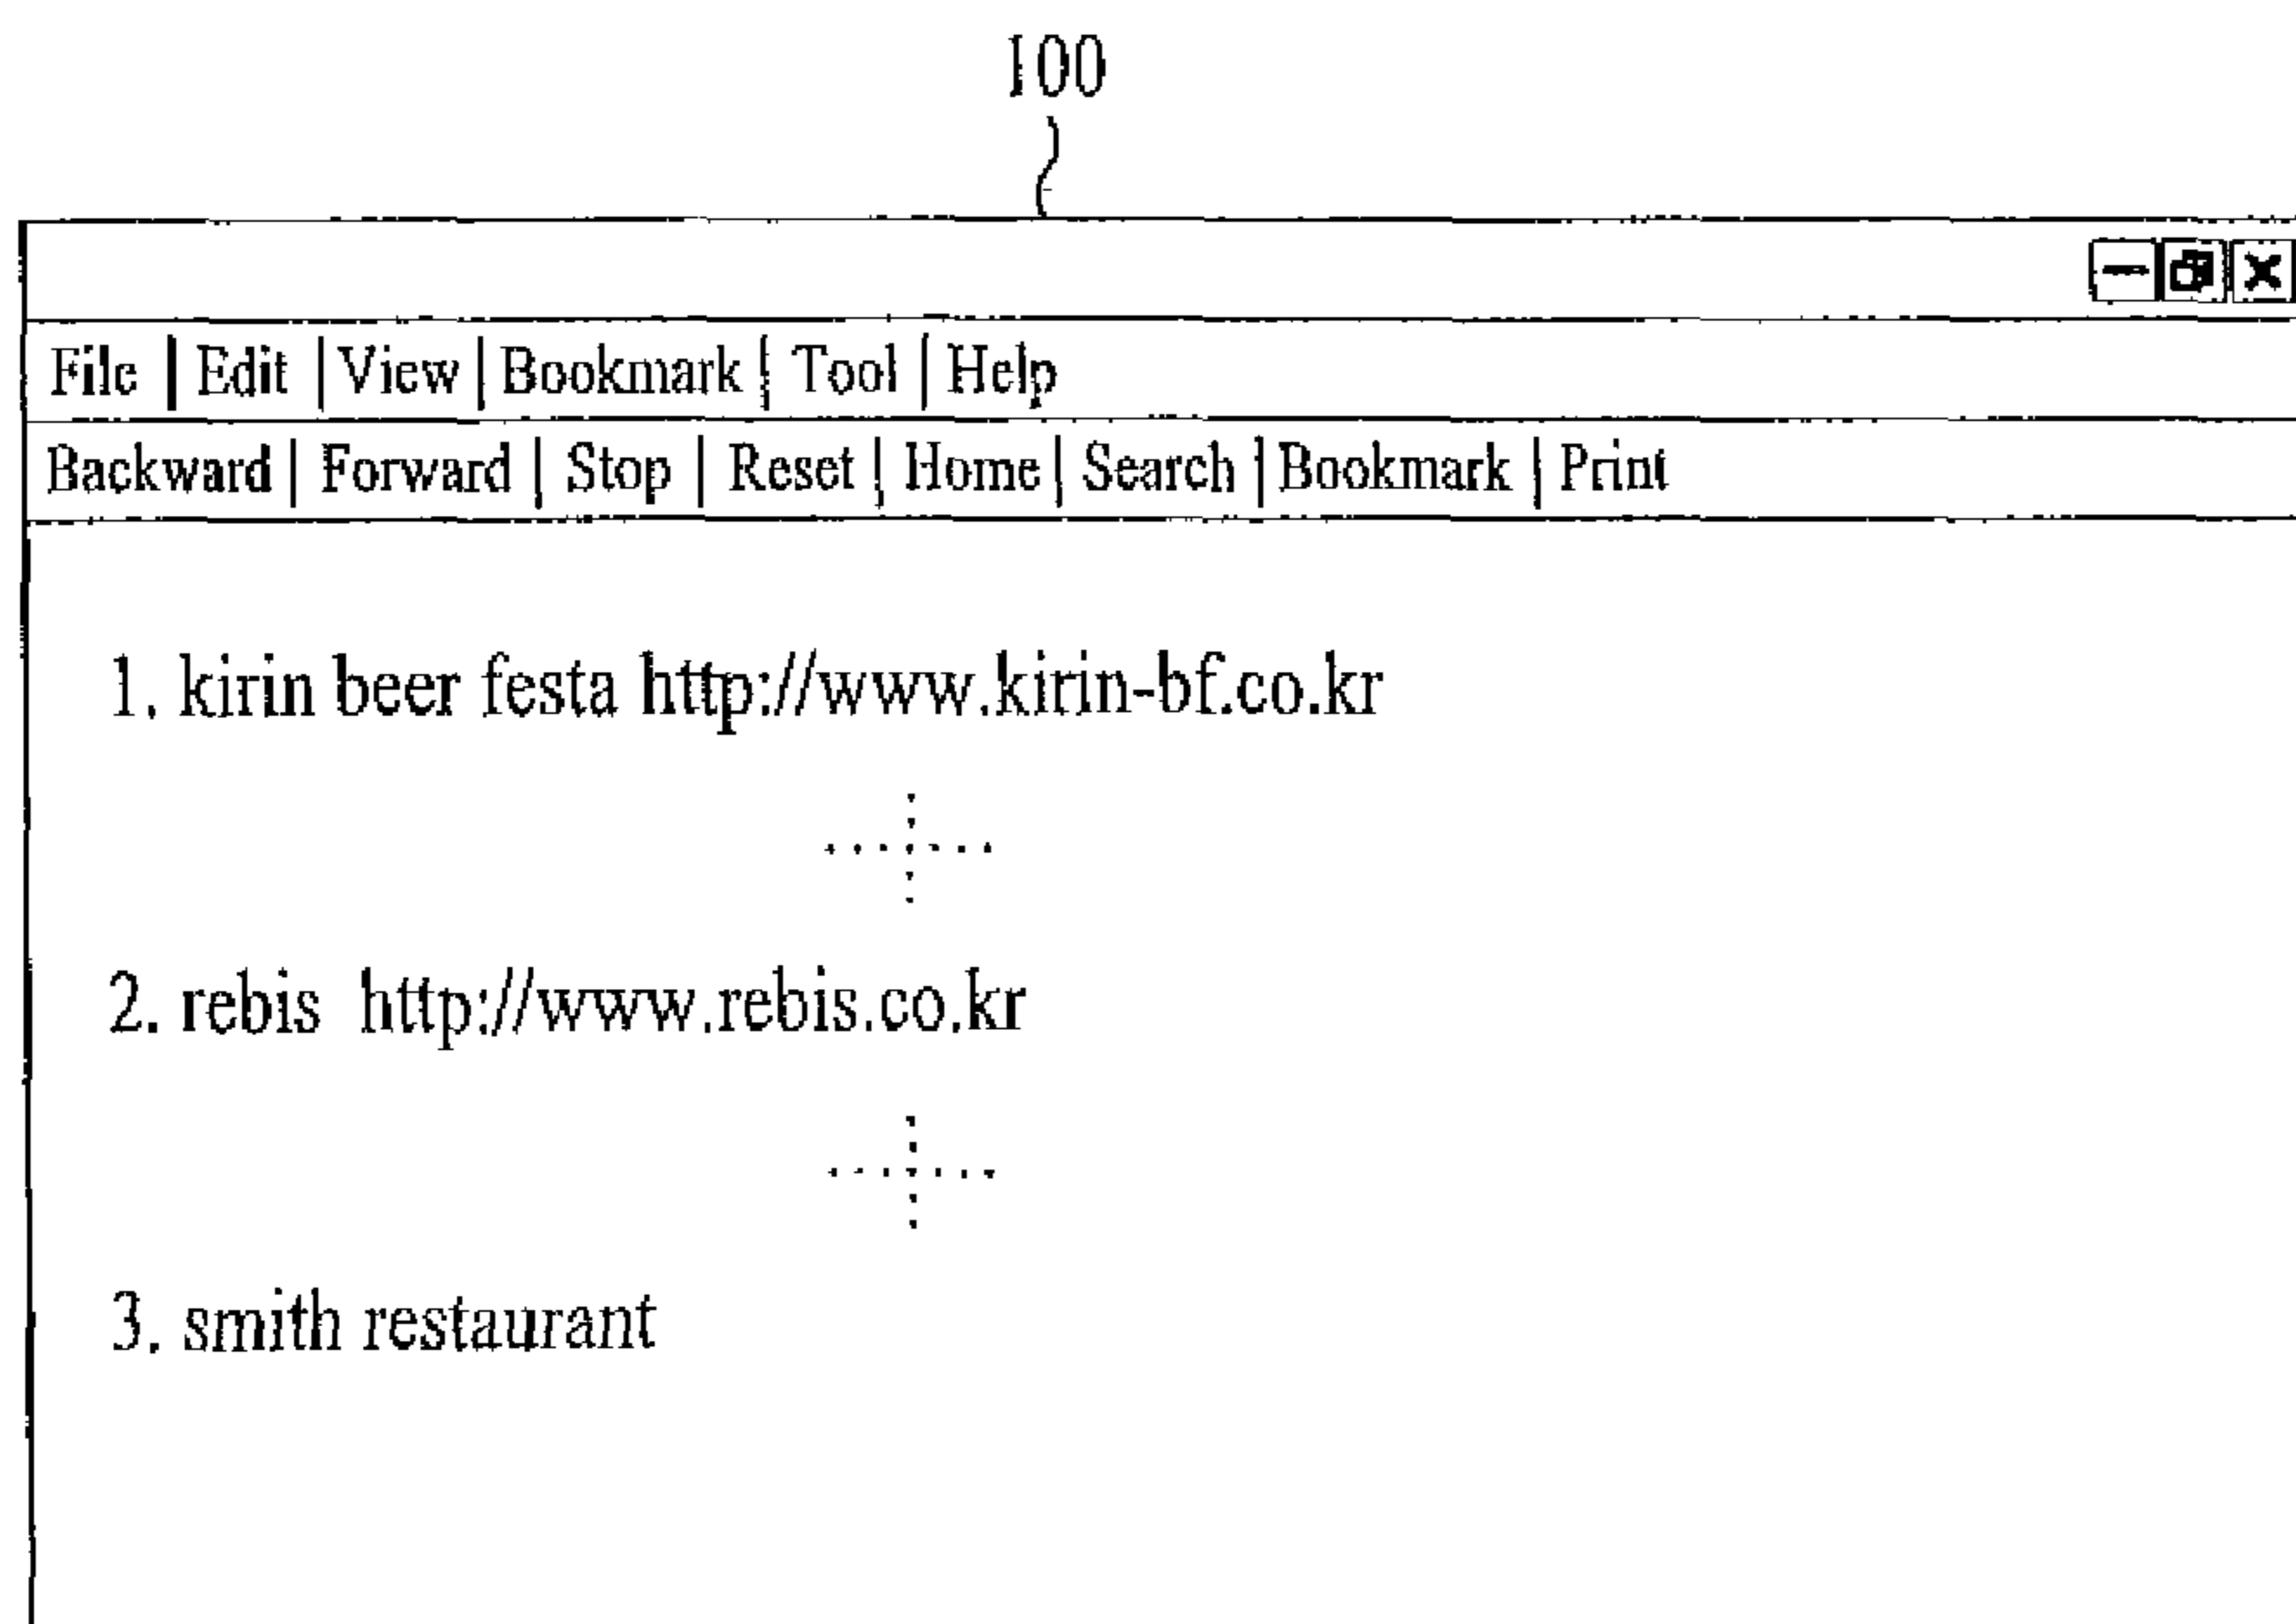 100
File | Edit | View | Bookmark | Tool | Help
Backward | Forward | Stop | Reset | Home | Search | Bookmark | Print
1. kirin beer festa http://www.kirin-bf.co.kr
2. rebis http://www.rebis.co.kr
3. smith restaurant